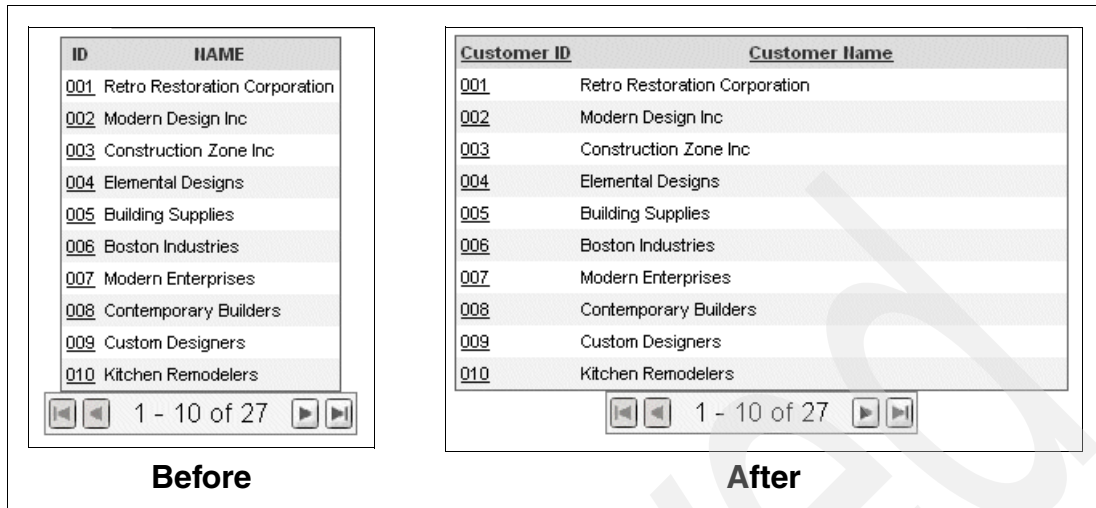 ID NAME
001 Retro Restoration Corporation
002 Modern Design Inc
003 Construction Zone Inc
004 Elemental Designs
005 Building Supplies
006 Boston Industries
007 Modern Enterprises
008 Contemporary Builders
009 Custom Designers
010 Kitchen Remodelers
1 - 10 of 27
Before
Customer ID Customer Name
001 Retro Restoration Corporation
002 Modern Design Inc
003 Construction Zone Inc
004 Elemental Designs
005 Building Supplies
006 Boston Industries
007 Modern Enterprises
008 Contemporary Builders
009 Custom Designers
010 Kitchen Remodelers
1 - 10 of 27
After